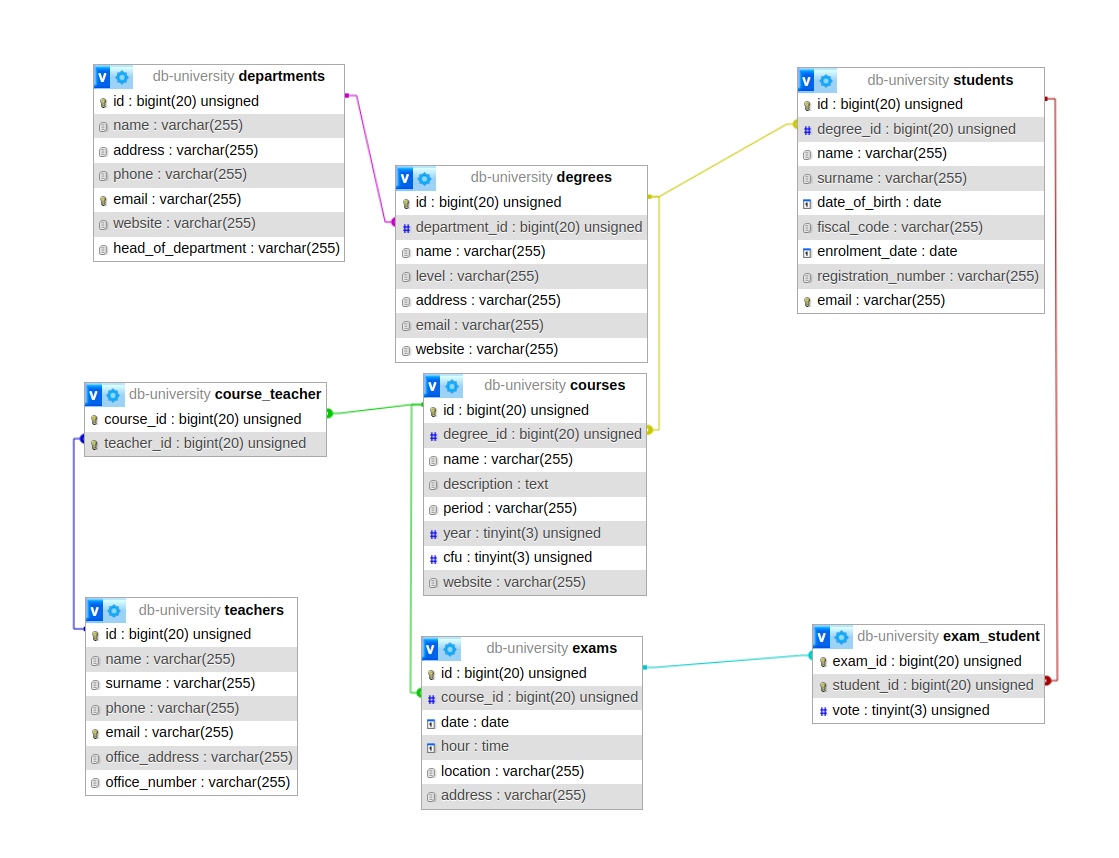 db-university departments
id : bigint(20) unsigned
name : varchar(255)
address : varchar(255)
phone : varchar(255)
email : varchar(255)
website : varchar(255)
head_of_department : varchar(255)
db-university degrees
id : bigint(20) unsigned
department_id : bigint(20) unsigned
name : varchar(255)
level : varchar(255)
address : varchar(255)
email : varchar(255)
website : varchar(255)
db-university students
id : bigint(20) unsigned
degree_id : bigint(20) unsigned
name : varchar(255)
surname : varchar(255)
date_of_birth : date
fiscal_code : varchar(255)
enrolment_date : date
registration_number : varchar(255)
email : varchar(255)
db-university course_teacher
course_id : bigint(20) unsigned
teacher_id : bigint(20) unsigned
db-university courses
id : bigint(20) unsigned
degree_id : bigint(20) unsigned
name : varchar(255)
description : text
period : varchar(255)
year : tinyint(3) unsigned
cfu : tinyint(3) unsigned
website : varchar(255)
db-university teachers
id : bigint(20) unsigned
name : varchar(255)
surname : varchar(255)
phone : varchar(255)
email : varchar(255)
office_address : varchar(255)
office_number : varchar(255)
db-university exams
id : bigint(20) unsigned
course_id : bigint(20) unsigned
date : date
hour : time
location : varchar(255)
address : varchar(255)
db-university exam_student
exam_id : bigint(20) unsigned
student_id : bigint(20) unsigned
vote : tinyint(3) unsigned